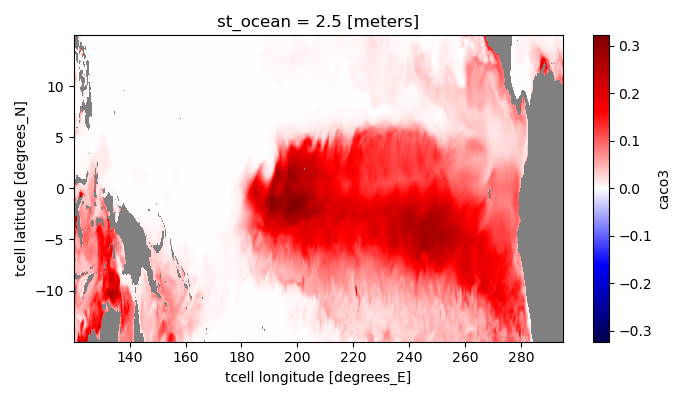 st_ocean = 2.5 [meters]
10
5
0
−5
−10
tcell latitude [degrees_N]
140 160 180 200 220 240 260 280
tcell longitude [degrees_E]
0.3
0.2
0.1
0.0
−0.1
−0.2
−0.3
caco3